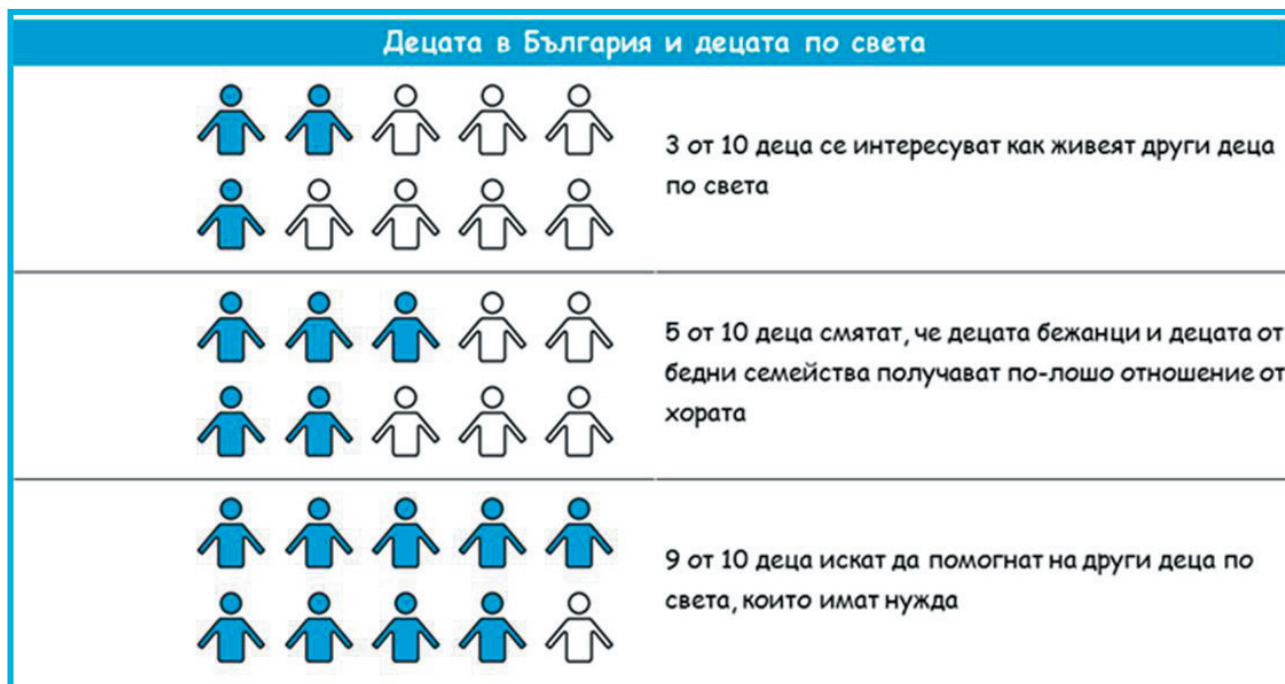 Децата в България и децата по света
3 от 10 деца се интересуват как живеят други деца
по света
5 от 10 деца смятат, че децата бежанци и децата от
бедни семейства получават по-лошо отношение от
хората
9 от 10 деца искат да помогнат на други деца по
света, които имат нужда